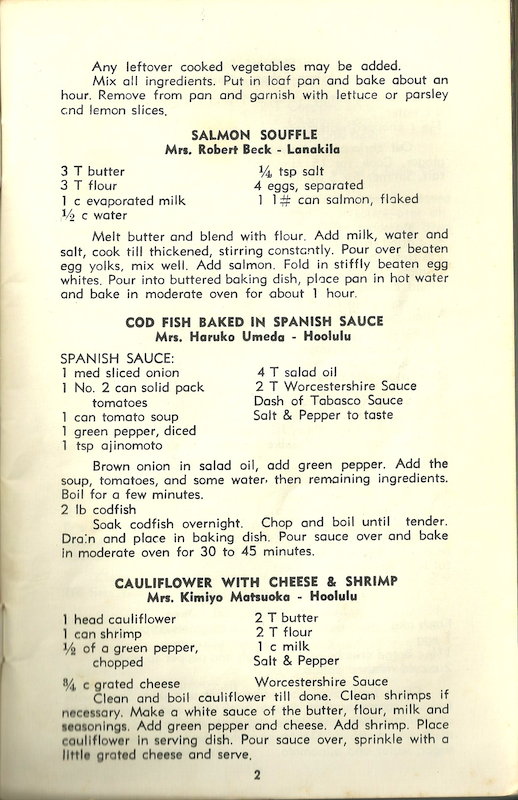 Any leftover cooked vegetables may be added.
Mix all ingredients. Put in loaf pan and bake about an
hour. Remove from pan and garnish with lettuce or parsley
and lemon slices.
SALMON SOUFFLE
Mrs. Robert Beck - Lanakila
3 T butter
3 T flour
1 c evaporated milk
½ c water
¼ tsp salt
4 eggs, separated
1 1# can salmon, flaked
Melt butter and blend with flour. Add milk, water and
salt, cook till thickened, stirring constantly. Pour over beaten
egg yolks, mix well. Add salmon. Fold in stiffly beaten egg
whites. Pour into buttered baking dish, place pan in hot water
and bake in moderate oven for about 1 hour.
COD FISH BAKED IN SPANISH SAUCE
Mrs. Haruko Umeda - Hoolulu
SPANISH SAUCE:
1 med sliced onion
1 No. 2 can solid pack
tomatoes
1 can tomato soup
1 green pepper, diced
1 tsp ajinomoto
4 T salad oil
2 T Worcestershire Sauce
Dash of Tabasco Sauce
Salt & Pepper to taste
Brown onion in salad oil, add green pepper. Add the
soup, tomatoes, and some water, then remaining ingredients.
Boil for a few minutes.
2 lb codfish
Soak codfish overnight. Chop and boil until tender.
Drain and place in baking dish. Pour sauce over and bake
in moderate oven for 30 to 45 minutes.
CAULIFLOWER WITH CHEESE & SHRIMP
Mrs. Kimiyo Matsuoka - Hoolulu
1 head cauliflower
1 can shrimp
½ of a green pepper,
chopped
¾ c grated cheese
2 T butter
2 T flour
1 c milk
Salt & Pepper
Worcestershire Sauce
Clean and boil cauliflower till done. Clean shrimps if
necessary. Make a white sauce of the butter, flour, milk and
seasonings. Add green pepper and cheese. Add shrimp. Place
cauliflower in serving dish. Pour sauce over, sprinkle with a
little grated cheese and serve.
2